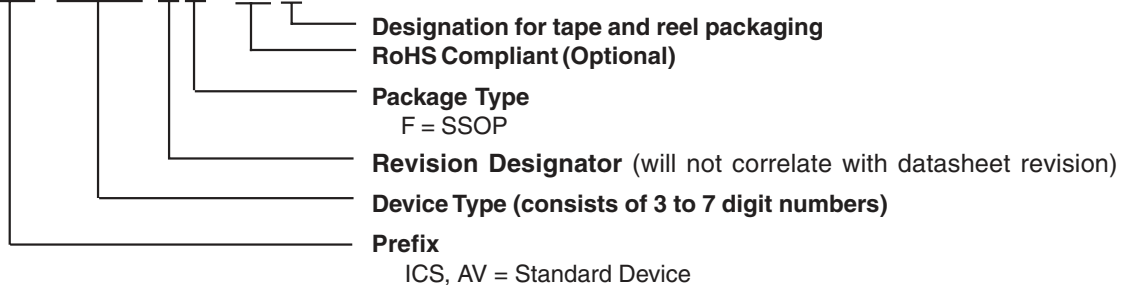 Designation for tape and reel packaging
RoHS Compliant (Optional)
Package Type
F = SSOP
Revision Designator (will not correlate with datasheet revision)
Device Type (consists of 3 to 7 digit numbers)
Prefix
ICS, AV = Standard Device